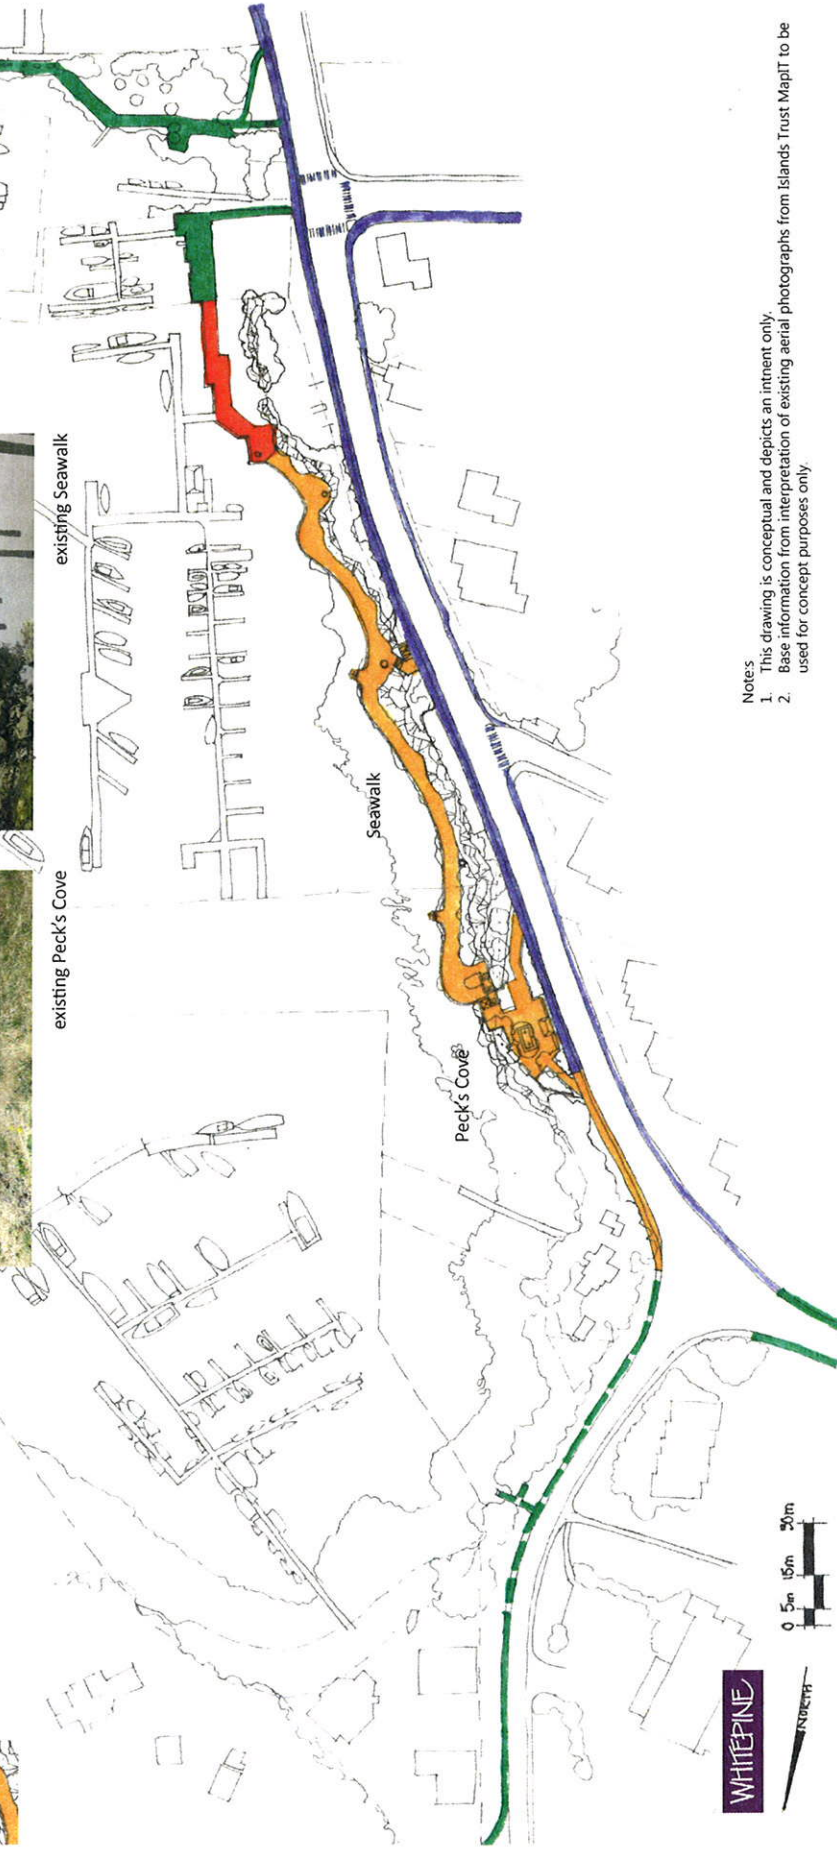 existing Peck's Cove
existing Seawalk
Seawalk
Peck's Cove
Note:s
1. This drawing is conceptual and depicts an intnent only.
2. Base information from interpretation of existing aerial photographs from Islands Trust MapIT to be
used for concept purposes only.
WHITEPINE
NORTH
0 5m 15m 30m